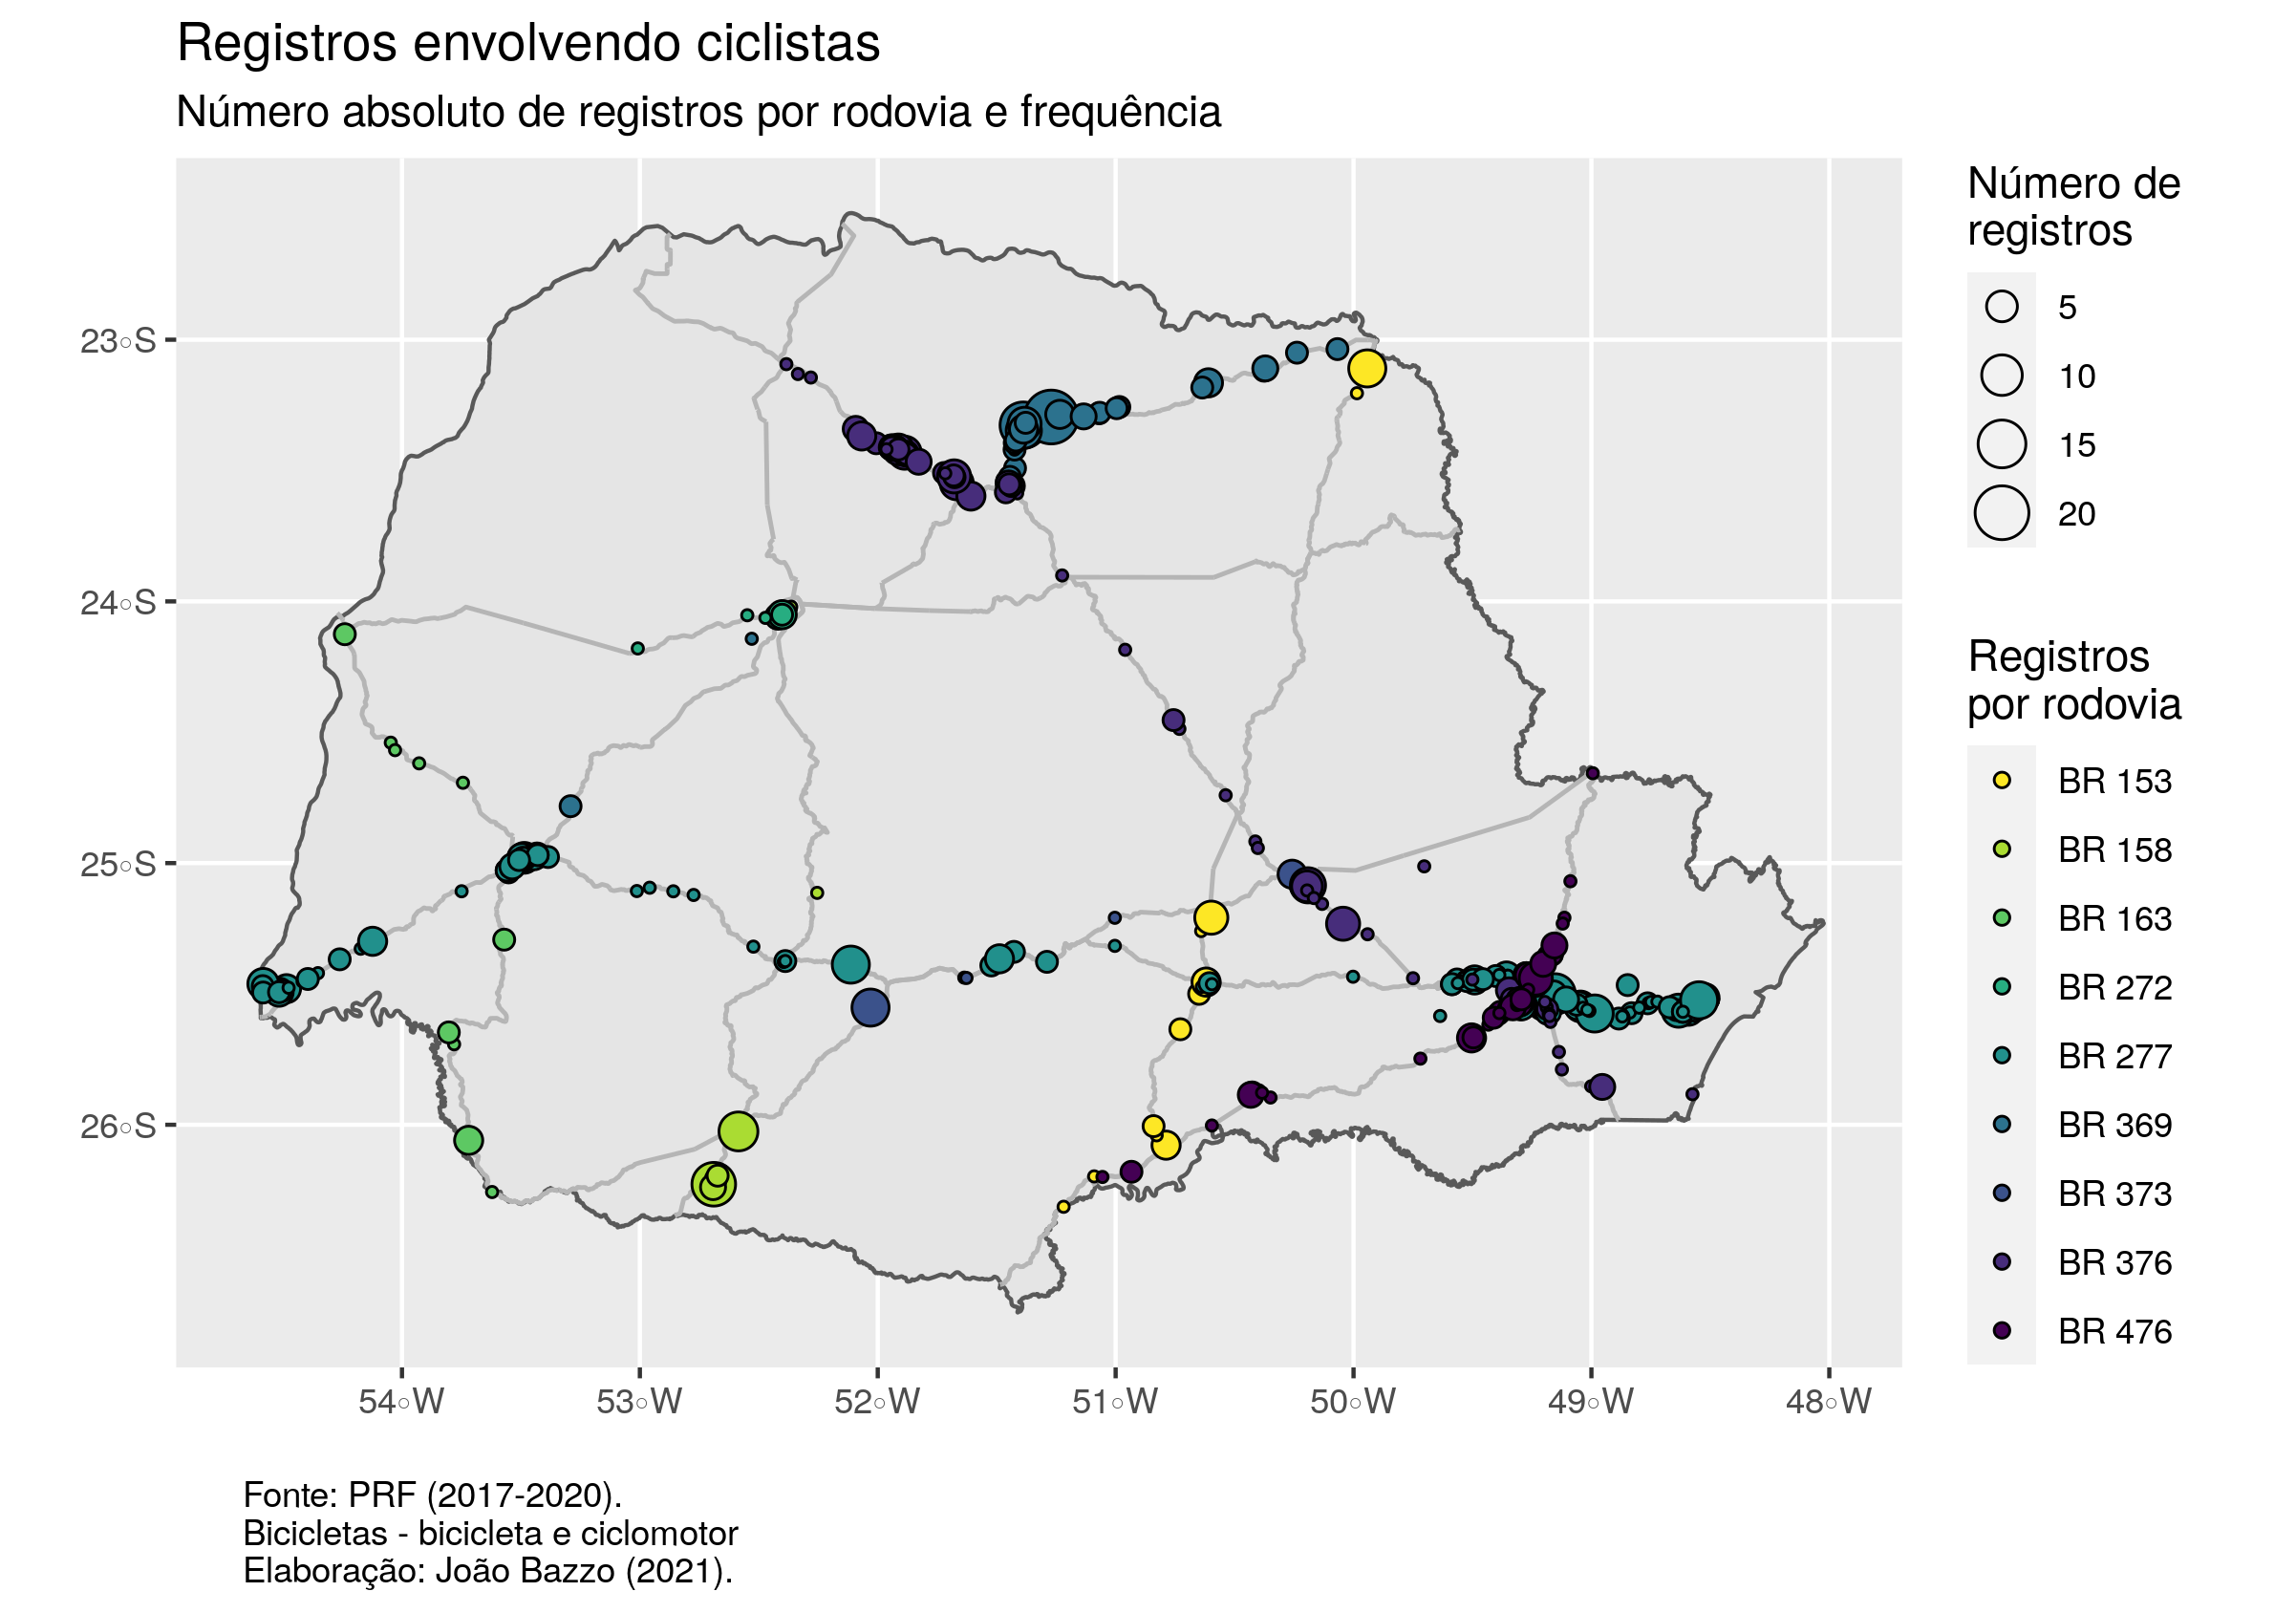 Registros envolvendo ciclistas
Número absoluto de registros por rodovia e frequência
23◦S
24◦S
25◦S
26◦S
54◦W
53◦W
52◦W
51◦W
50◦W
49◦W
48◦W
Número de
registros
5
10
15
20
Registros
por rodovia
BR 153
BR 158
BR 163
BR 272
BR 277
BR 369
BR 373
BR 376
BR 476
Fonte: PRF (2017-2020).
Bicicletas - bicicleta e ciclomotor
Elaboração: João Bazzo (2021).